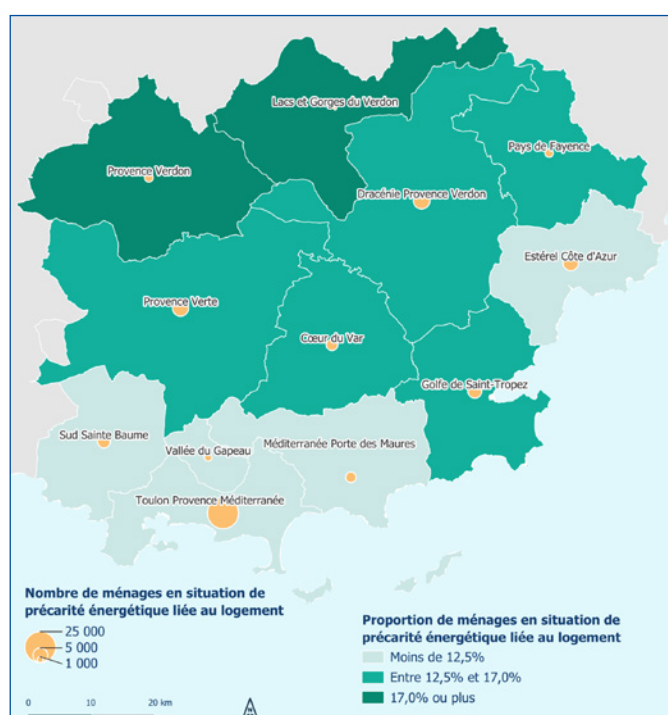 Lacs et Gorges du Verdon
Pays de Fayence
Provence Verdon
Dracénie Provence Verdon
Estérel Côte d'Azur
Provence Verte
Cœur du Var
Golfe de Saint-Tropez
Sud Sainte Baume
Méditerranée Porte des Maures
Vallée du Gapeau
Toulon Provence Méditerranée
Nombre de ménages en situation de
précarité énergétique liée au logement
25 000
5 000
1 000
0 10 20 km
N
Proportion de ménages en situation de
précarité énergétique liée au logement
Moins de 12,5%
Entre 12,5% et 17,0%
17,0% ou plus